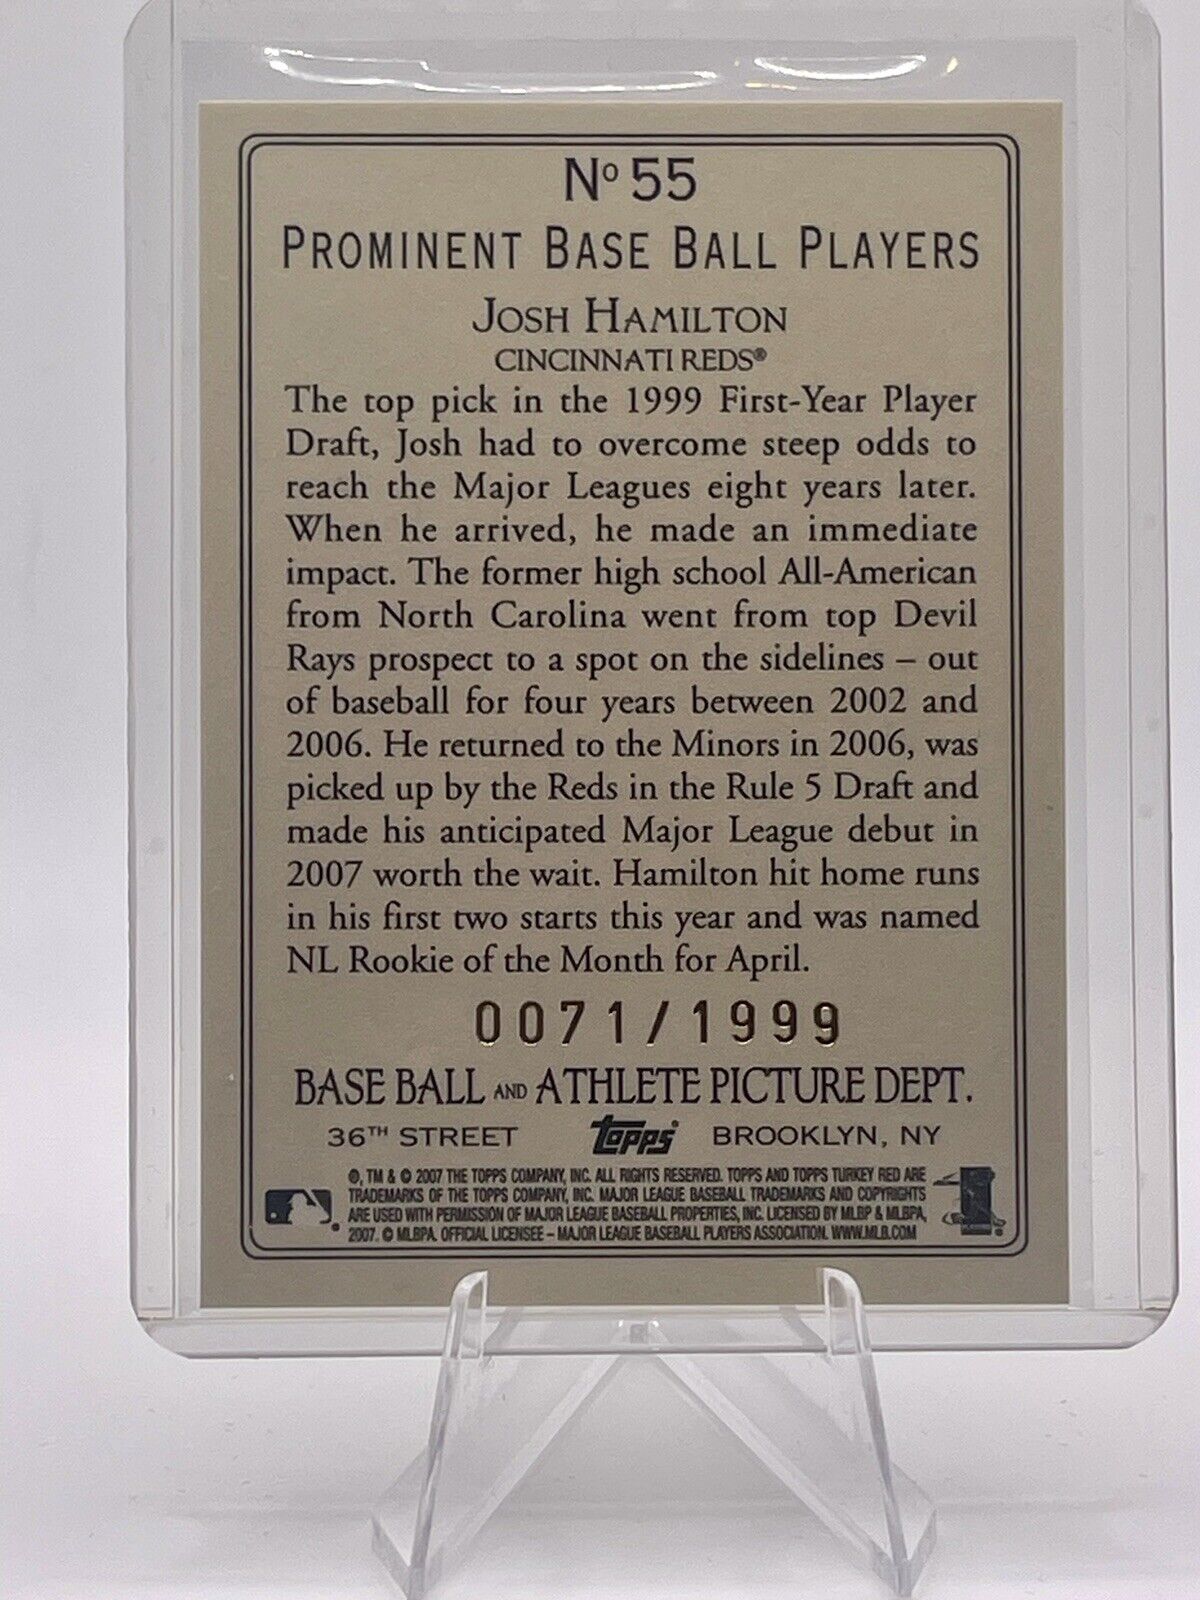 Nº 55
PROMINENT BASE BALL PLAYERS
JOSH HAMILTON
CINCINNATI REDS®
The top pick in the 1999 First-Year Player
Draft, Josh had to overcome steep odds to
reach the Major Leagues eight years later.
When he arrived, he made an immediate
impact. The former high school All-American
from North Carolina went from top Devil
Rays prospect to a spot on the sidelines – out
of baseball for four years between 2002 and
2006. He returned to the Minors in 2006, was
picked up by the Reds in the Rule 5 Draft and
made his anticipated Major League debut in
2007 worth the wait. Hamilton hit home runs
in his first two starts this year and was named
NL Rookie of the Month for April.
0071/1999
BASE BALL AND ATHLETE PICTURE DEPT.
36TH STREET topps BROOKLYN, NY
®, TM & © 2007 THE TOPPS COMPANY, INC. ALL RIGHTS RESERVED. TOPPS AND TOPPS TURKEY RED ARE
TRADEMARKS OF THE TOPPS COMPANY, INC. MAJOR LEAGUE BASEBALL TRADEMARKS AND COPYRIGHTS
ARE USED WITH PERMISSION OF MAJOR LEAGUE BASEBALL PROPERTIES, INC. LICENSED BY MLBP & MLBPA,
2007. © MLBPA. OFFICIAL LICENSEE – MAJOR LEAGUE BASEBALL PLAYERS ASSOCIATION. WWW.MLB.COM